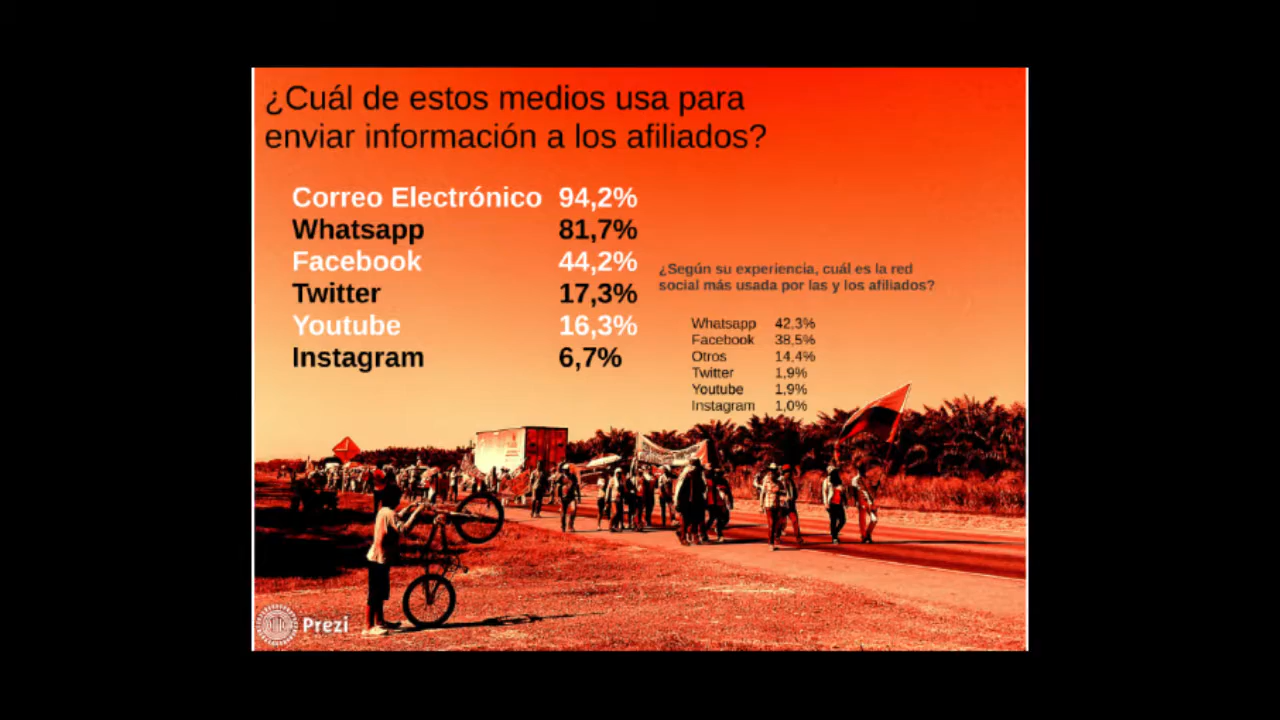 ¿Cuál de estos medios usa para
enviar información a los afiliados?
Correo Electrónico 94,2%
Whatsapp 81,7%
Facebook 44,2%
Twitter 17,3%
Youtube 16,3%
Instagram 6,7%
¿Según su experiencia, cuál es la red
social más usada por las y los afiliados?
Whatsapp 42,3%
Facebook 38,5%
Otros 14,4%
Twitter 1,9%
Youtube 1,9%
Instagram 1,0%
Prezi